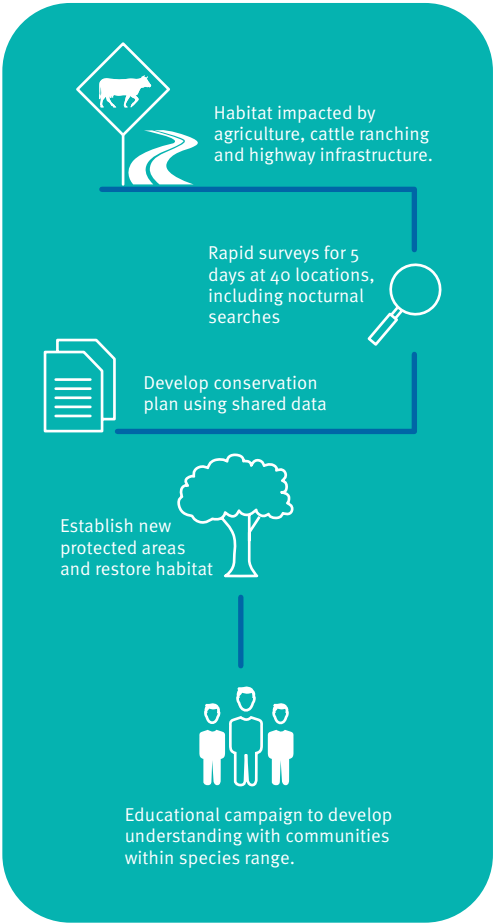 Habitat impacted by
agriculture, cattle ranching
and highway infrastructure.
Rapid surveys for 5
days at 40 locations,
including nocturnal
searches
Develop conservation
plan using shared data
Establish new
protected areas
and restore habitat
Educational campaign to develop
understanding with communities
within species range.